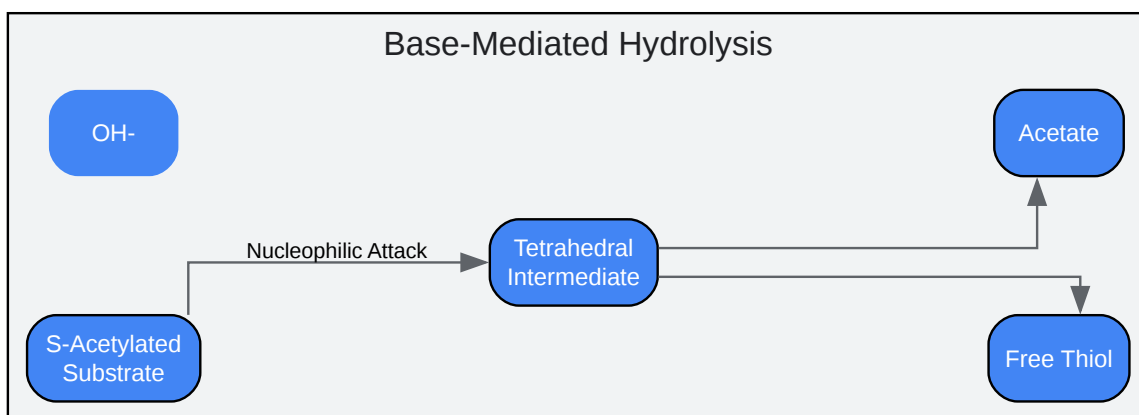 Base-Mediated Hydrolysis
OH-
Acetate
Nucleophilic Attack
Tetrahedral
Intermediate
S-Acetylated
Substrate
Free Thiol